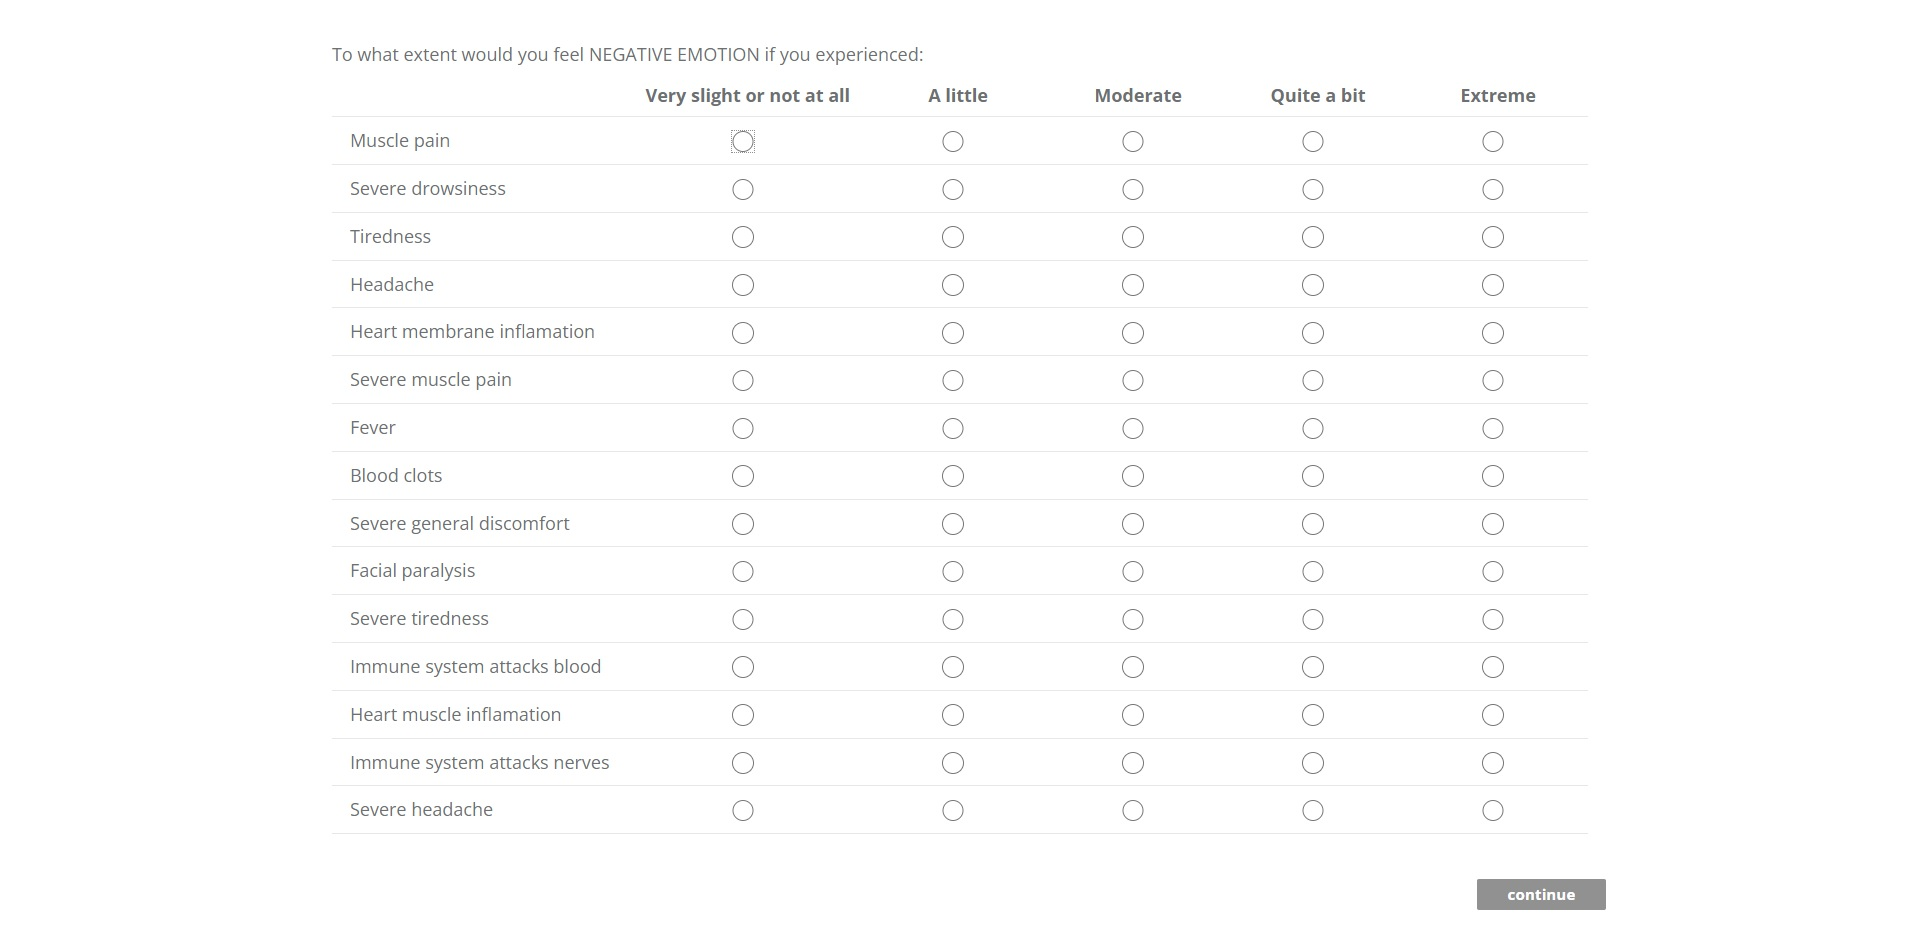 To what extent would you feel NEGATIVE EMOTION if you experienced:
Very slight or not at all A little Moderate Quite a bit Extreme
Muscle pain
Severe drowsiness
Tiredness
Headache
Heart membrane inflamation
Severe muscle pain
Fever
Blood clots
Severe general discomfort
Facial paralysis
Severe tiredness
Immune system attacks blood
Heart muscle inflamation
Immune system attacks nerves
Severe headache
continue